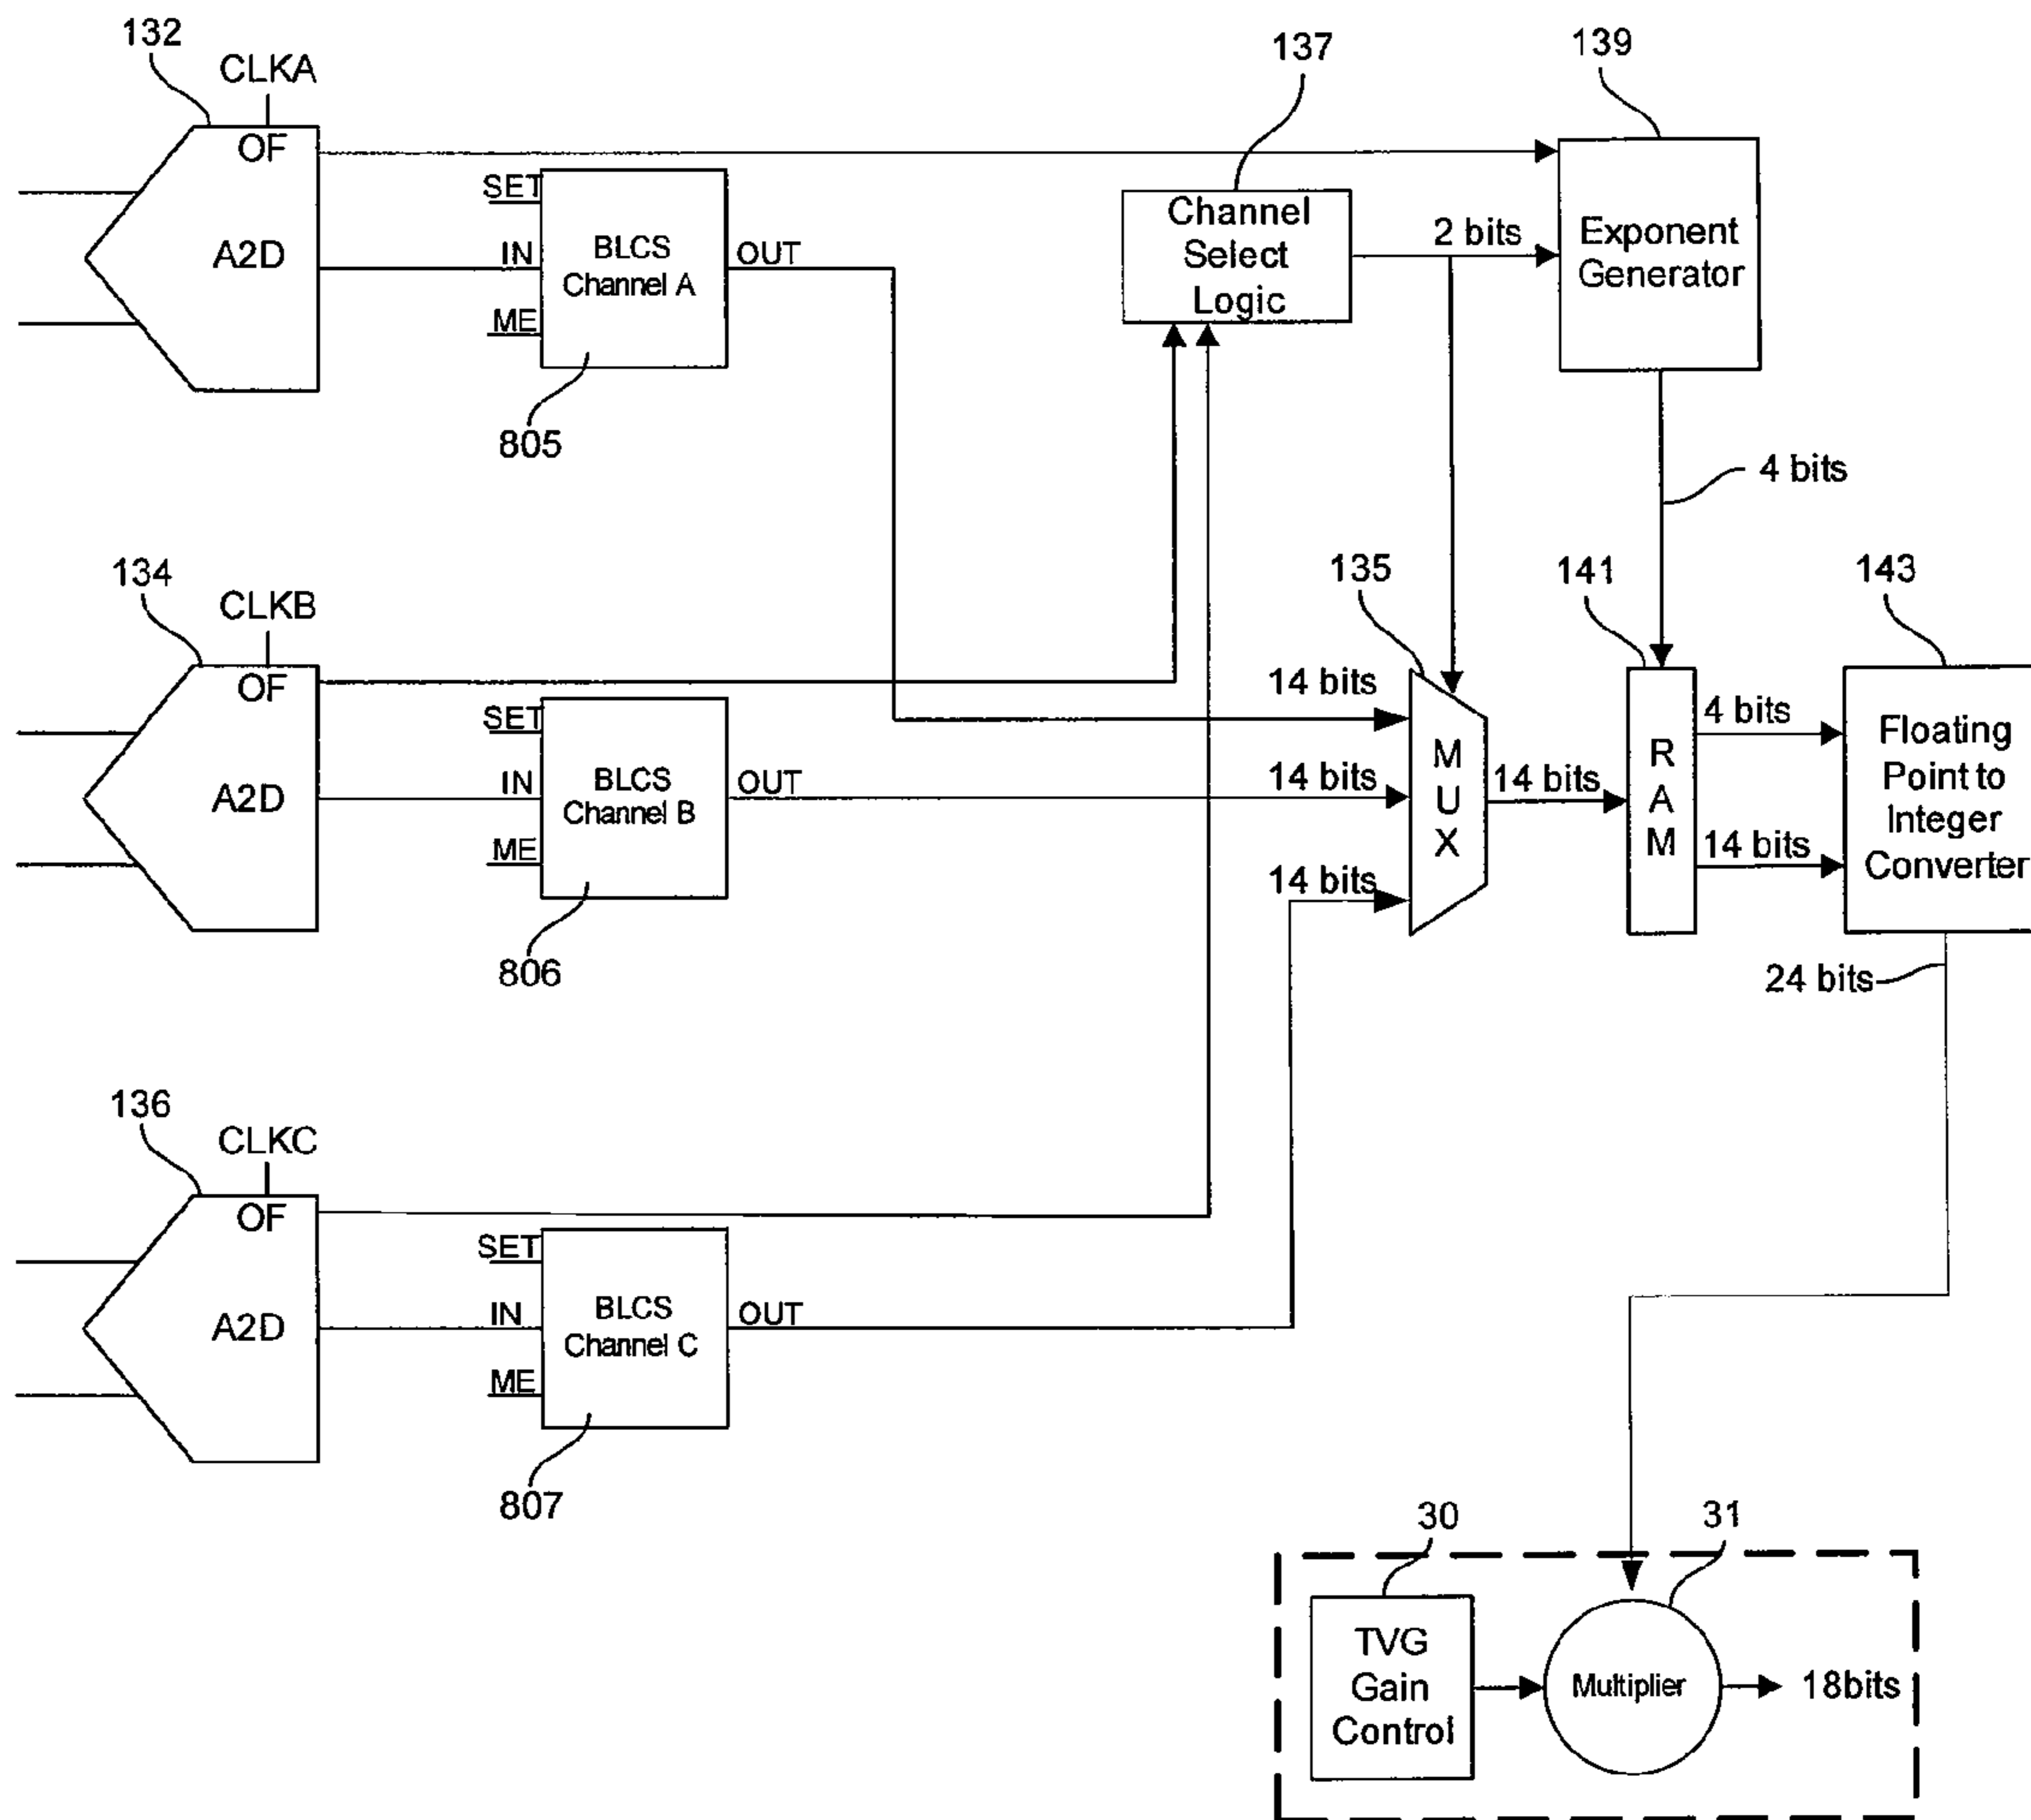 132
CLKA
OF
A2D
SET
IN
ME
BLCS
Channel A
OUT
805
137
Channel
Select
Logic
2 bits
139
Exponent
Generator
4 bits
134
CLKB
OF
A2D
SET
IN
ME
BLCS
Channel B
OUT
806
135
14 bits
14 bits
14 bits
M
U
X
14 bits
141
R
A
M
4 bits
14 bits
143
Floating
Point to
Integer
Converter
24 bits
136
CLKC
OF
A2D
SET
IN
ME
BLCS
Channel C
OUT
807
30
TVG
Gain
Control
31
Multiplier
18bits